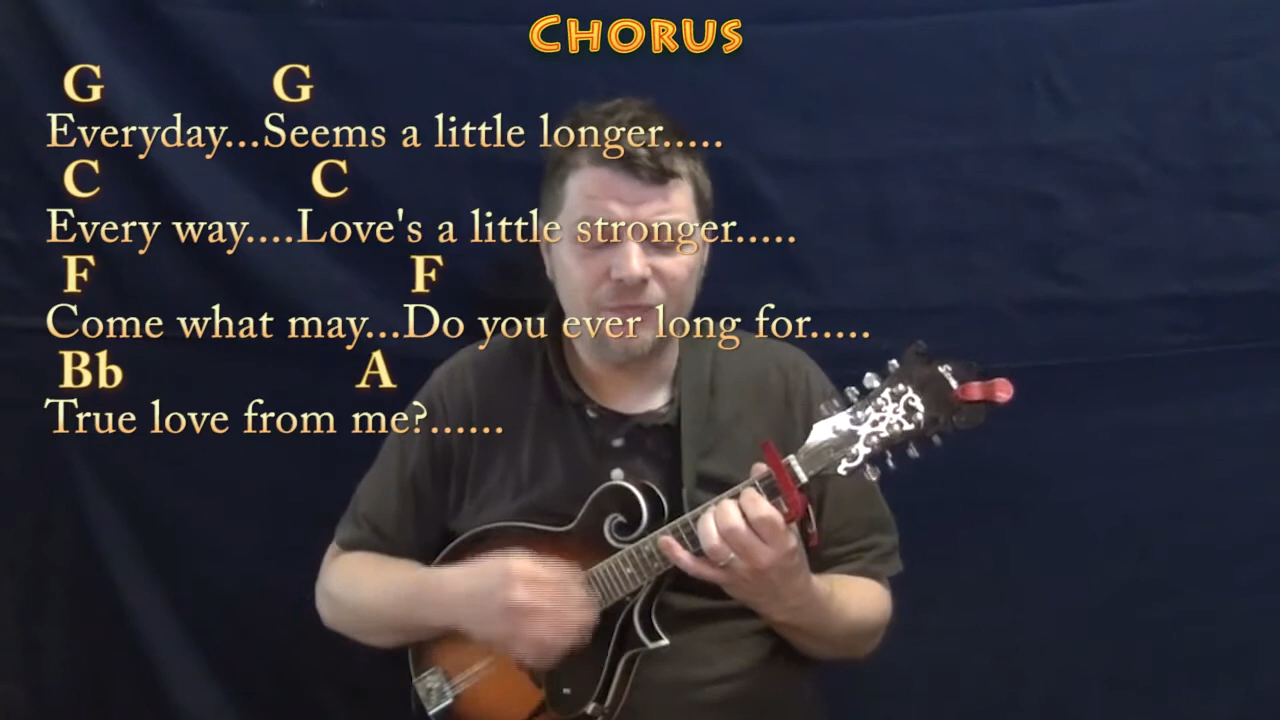 CHORUS
G G
Everyday...Seems a little longer.....
C C
Every way....Love's a little stronger.....
F F
Come what may...Do you ever long for.....
Bb A
True love from me?......